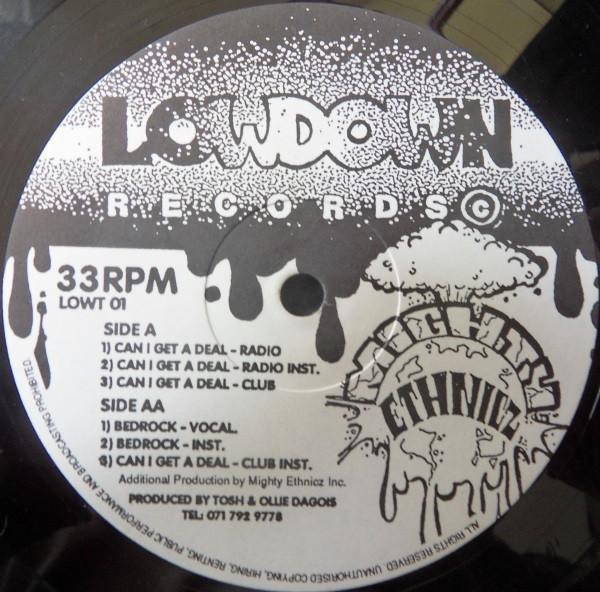 LOWDOWN
RECORDS©
33RPM
LOWT 01
SIDE A
1) CAN I GET A DEAL - RADIO
2) CAN I GET A DEAL - RADIO INST.
3) CAN I GET A DEAL - CLUB
SIDE AA
1) BEDROCK - VOCAL.
2) BEDROCK - INST.
3) CAN I GET A DEAL - CLUB INST.
Additional Production by Mighty Ethnicz Inc.
PRODUCED BY TOSH & OLLIE DAGOIS
TEL: 071 792 9778
MIGHTY
ETHNICZ
ALL RIGHTS RESERVED. UNAUTHORISED COPYING, HIRING, RENTING, PUBLIC PERFORMANCE AND BROADCASTING PROHIBITED.